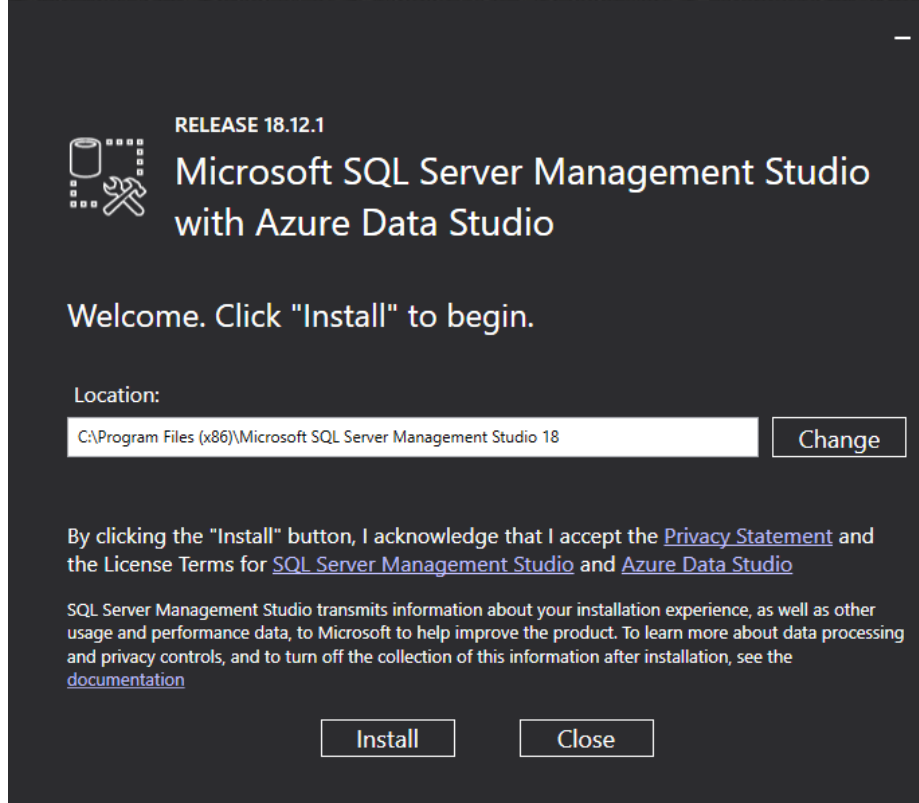 RELEASE 18.12.1
Microsoft SQL Server Management Studio
with Azure Data Studio
Welcome. Click "Install" to begin.
Location:
C:\Program Files (x86)\Microsoft SQL Server Management Studio 18
Change
By clicking the "Install" button, I acknowledge that I accept the Privacy Statement and
the License Terms for SQL Server Management Studio and Azure Data Studio
SQL Server Management Studio transmits information about your installation experience, as well as other
usage and performance data, to Microsoft to help improve the product. To learn more about data processing
and privacy controls, and to turn off the collection of this information after installation, see the
documentation
Install
Close